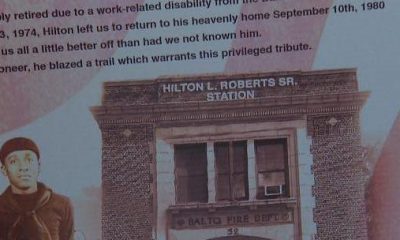 ly retired due to a work-related disability from the
3, 1974, Hilton left us to return to his heavenly home September 10th, 1980
us all a little better off than had we not known him.
oneer, he blazed a trail which warrants this privileged tribute.
HILTON L. ROBERTS SR.
STATION
BALTO FIRE DEPT